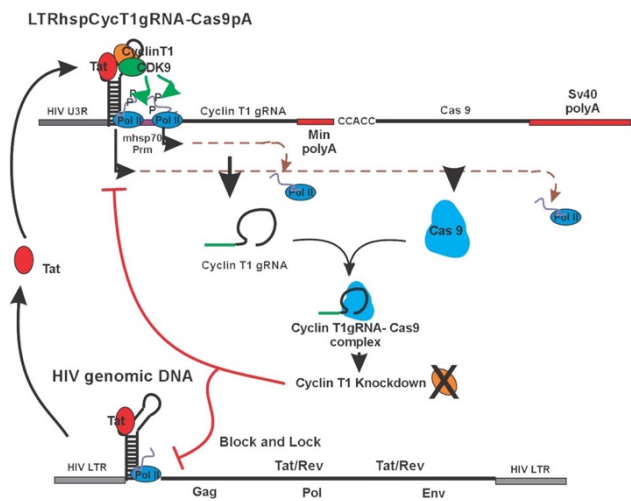 LTRhspCycT1gRNA-Cas9pA
CyclinT1
Tat
CDK9
P
P
P
P
HIV U3R
Pol II
Pol II
Cyclin T1 gRNA
CCACC
Cas 9
Sv40
polyA
mhsp70
Prm
Min
polyA
Pol II
Pol II
Cas 9
Cyclin T1 gRNA
Tat
Cyclin T1gRNA- Cas9
complex
Cyclin T1 Knockdown
X
HIV genomic DNA
Tat
Block and Lock
Pol II
HIV LTR
Tat/Rev
Tat/Rev
HIV LTR
Gag
Pol
Env